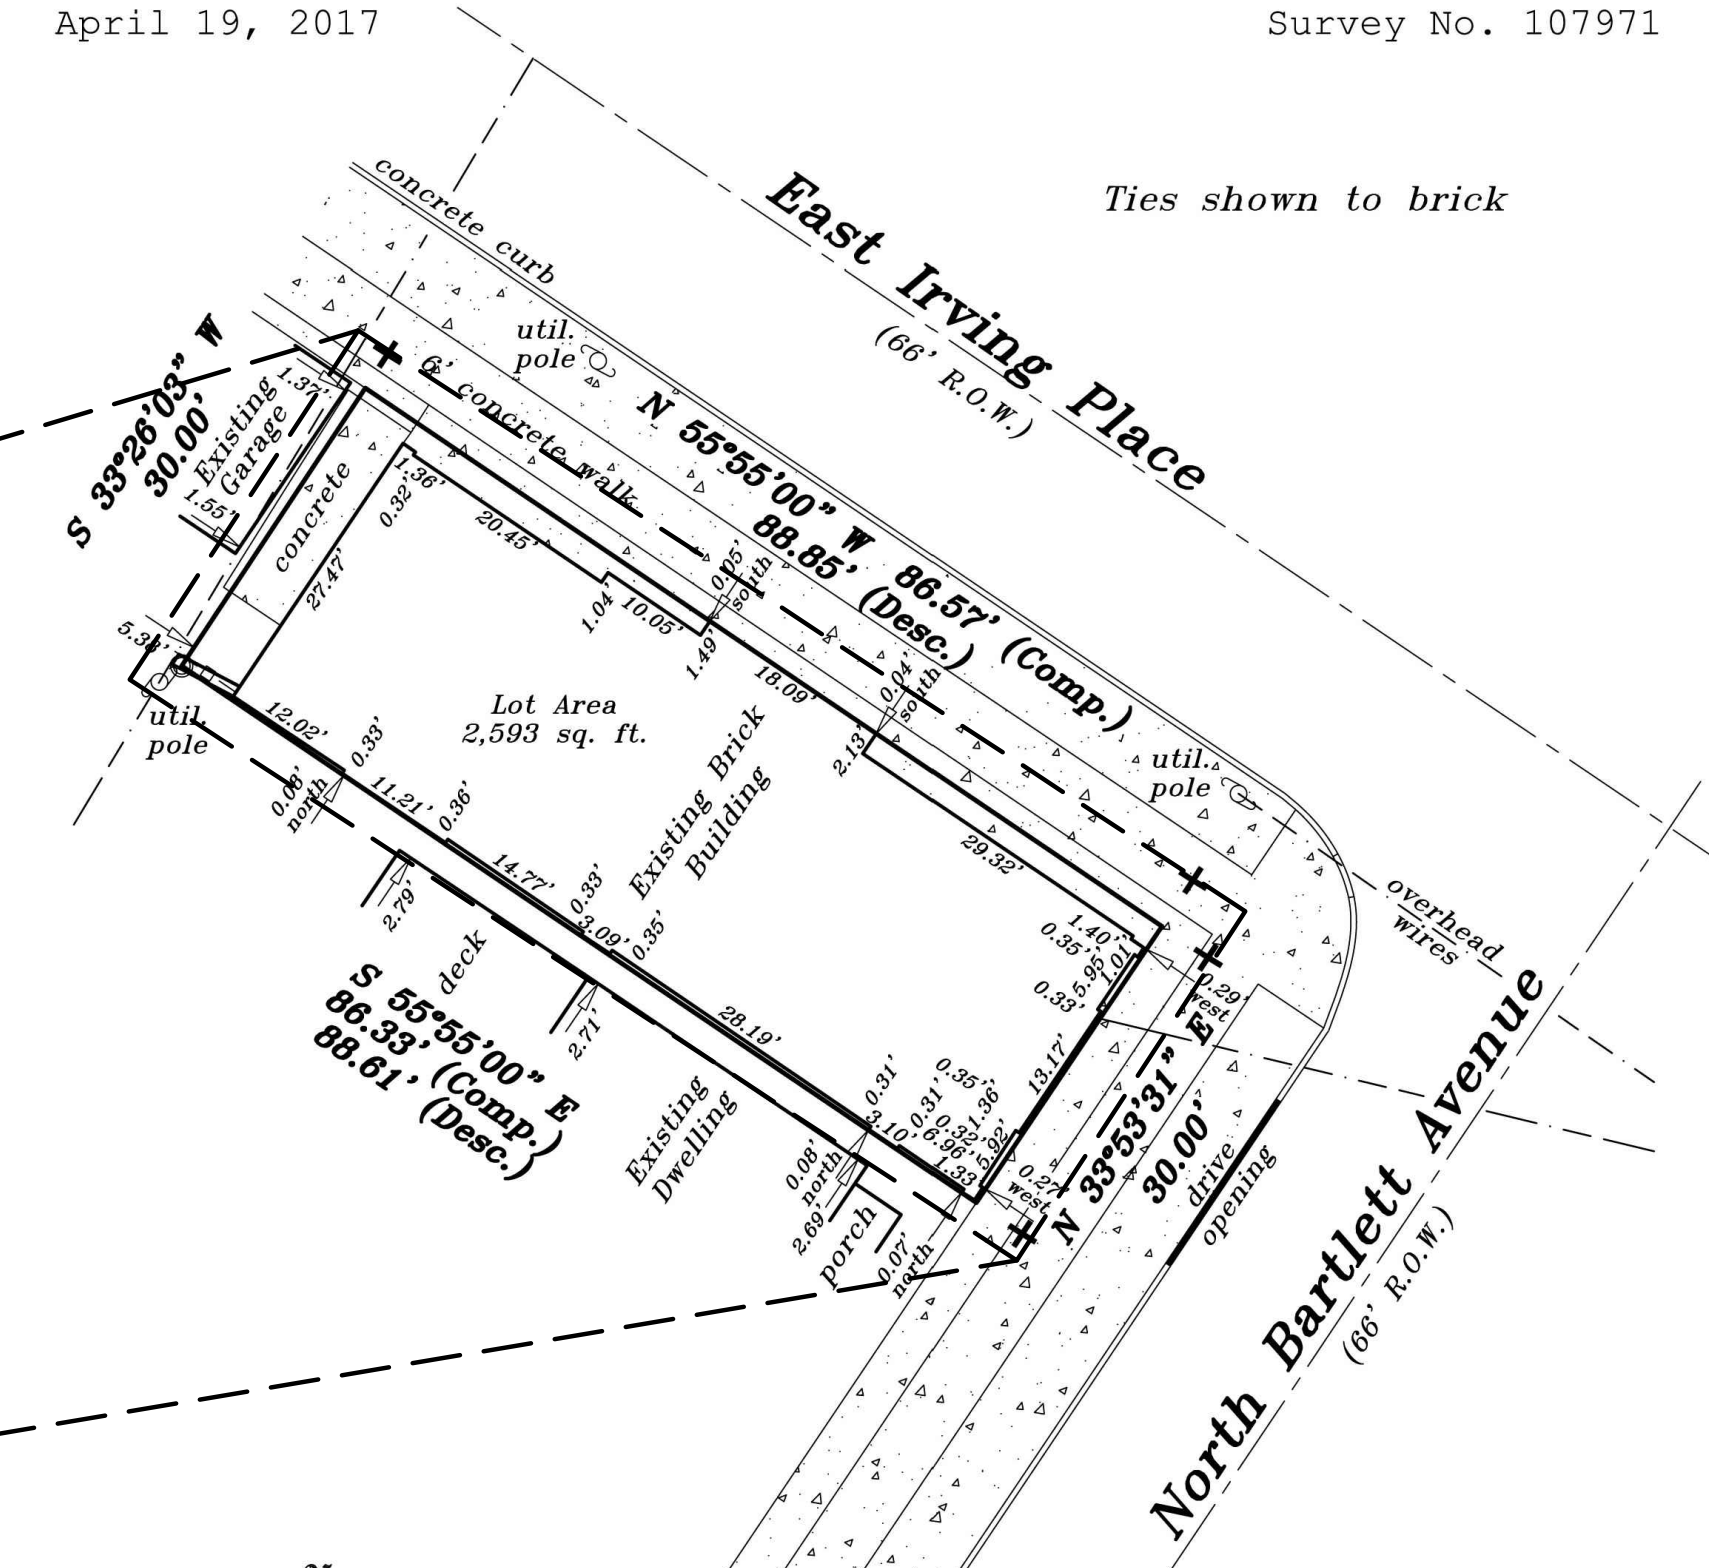 April 19, 2017
Survey No. 107971
Ties shown to brick
East Irving Place
(66' R.O.W.)
concrete curb
util.
pole
6' concrete walk
N 55°55'00" W 86.57' (Comp.)
88.85' (Desc.)
S 33°26'03" W
30.00'
Existing
Garage
1.37'
1.55'
concrete
1.36'
0.32'
27.47'
20.45'
1.04'
10.05'
0.05'
south
1.49'
18.09'
0.04'
south
2.13'
29.32'
5.38'
util.
pole
Lot Area
2,593 sq. ft.
Existing Brick
Building
util.
pole
overhead
wires
12.02'
0.33'
0.08'
north
11.21'
0.36'
14.77'
0.33'
3.09'
0.35'
28.19'
2.79'
deck
2.71'
S 55°55'00" E
86.33' (Comp.)
88.61' (Desc.)
Existing
Dwelling
1.40'
0.35'
5.95'
1.01'
0.33'
0.29'
west
13.17'
0.31'
3.10'
0.31'
0.35'
1.36'
0.32'
6.96'
5.92'
1.33'
0.27'
west
0.08'
north
2.69'
porch
0.07'
north
N 33°53'31" E
30.00'
drive
opening
North Bartlett Avenue
(66' R.O.W.)